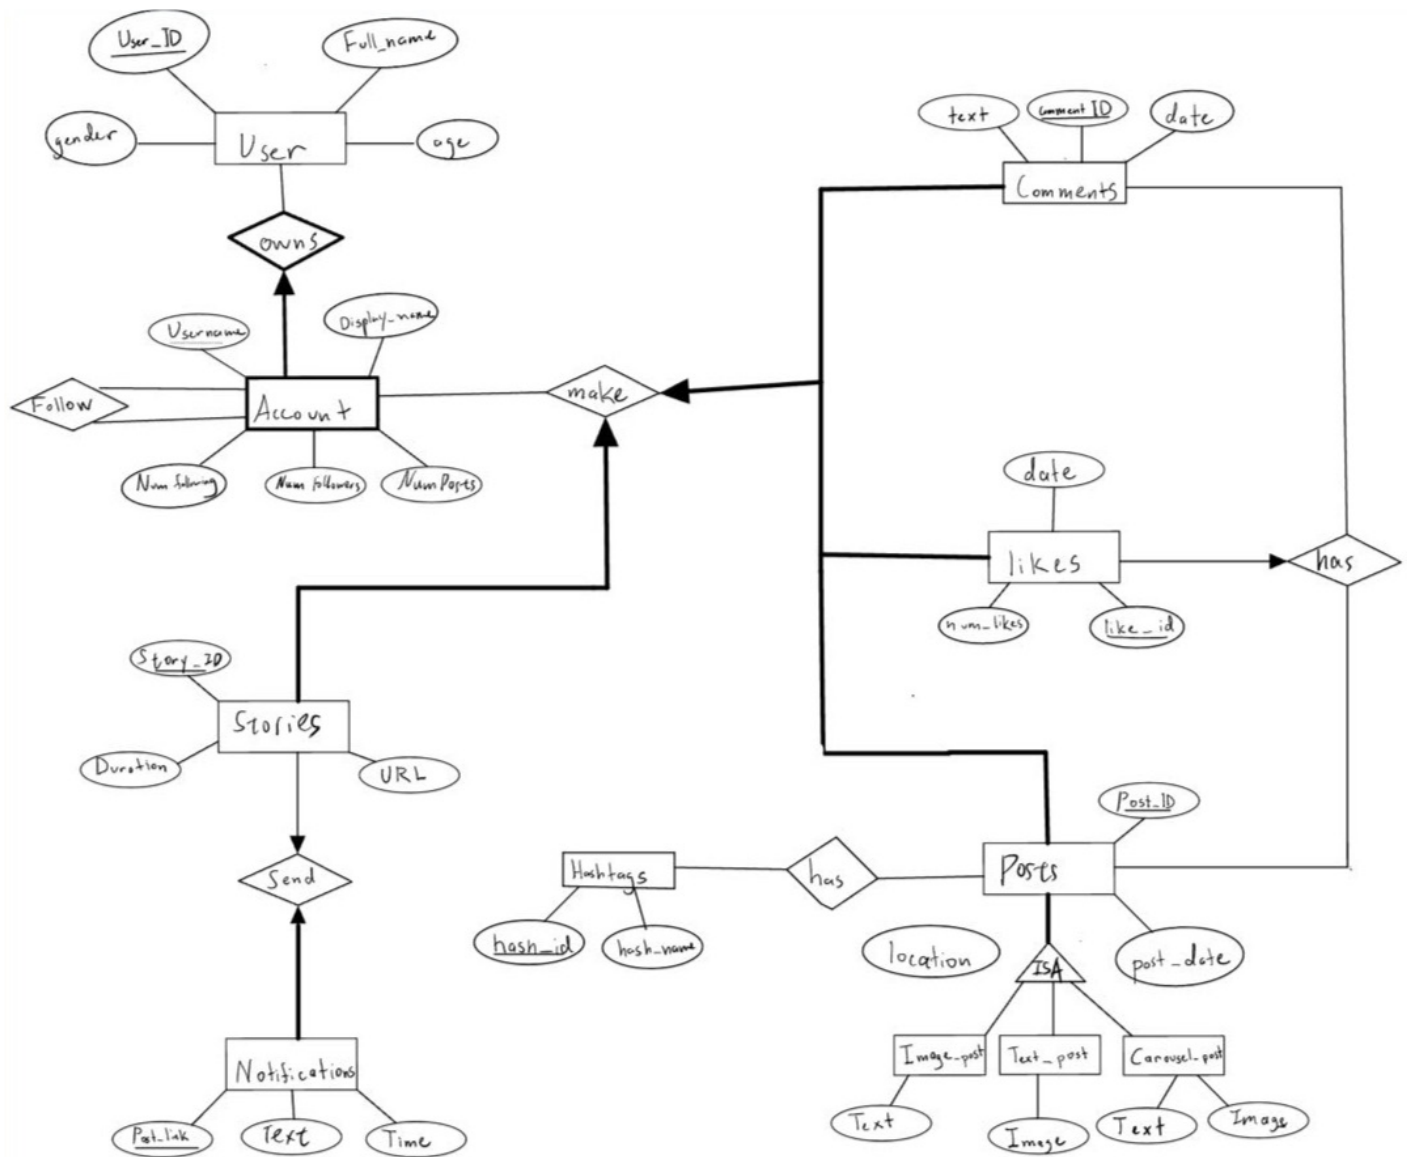 User_ID
Full_name
gender
User
age
owns
Username
Display_name
Follow
Account
make
Num following
Num followers
Num Posts
text
Comment ID
date
Comments
date
likes
has
num_likes
like_id
Story_ID
Stories
Duration
URL
Send
Notifications
Post_link
Text
Time
Hashtags
has
Posts
Post_ID
hash_id
hash_name
location
ISA
post_date
Image_post
Text_post
Carousel_post
Text
Image
Text
Image